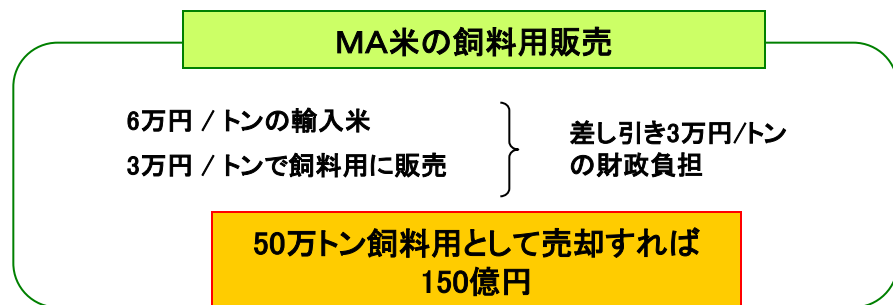 MA米の飼料用販売
6万円 / トンの輸入米
3万円 / トンで飼料用に販売
差し引き3万円/トン
の財政負担
50万トン飼料用として売却すれば
150億円